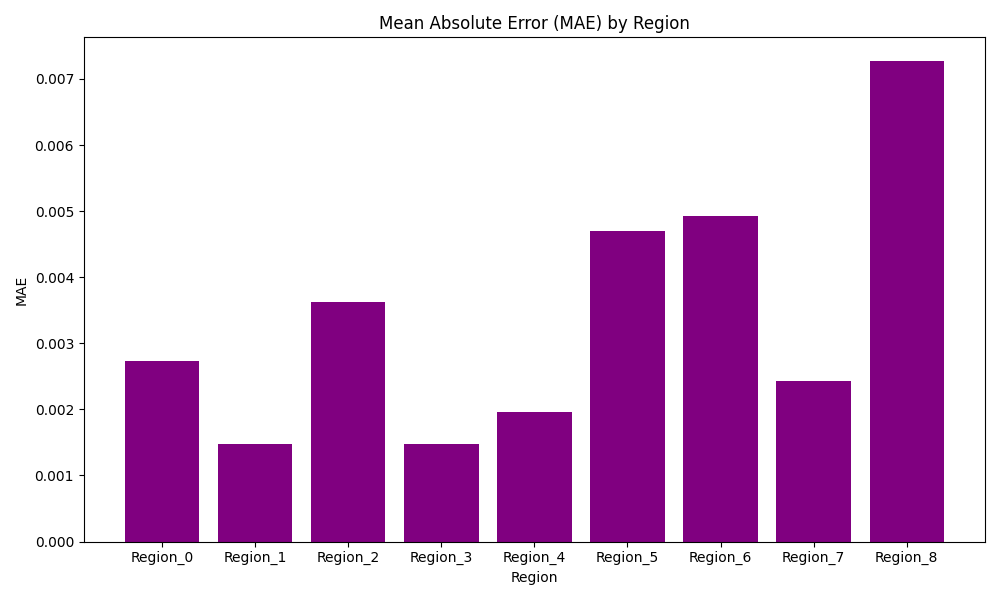 Mean Absolute Error (MAE) by Region
0.007
0.006
0.005
0.004
0.003
0.002
0.001
0.000
MAE
Region_0 Region_1 Region_2 Region_3 Region_4 Region_5 Region_6 Region_7 Region_8
Region